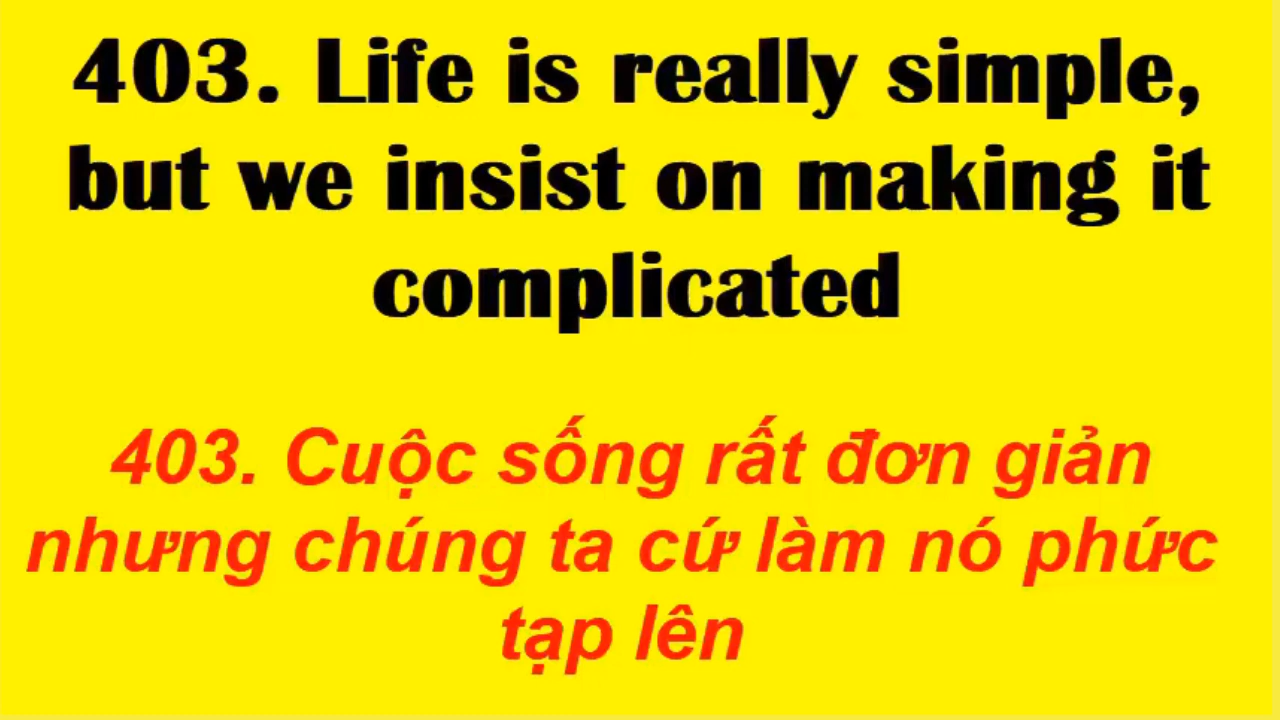 403. Life is really simple,
but we insist on making it
complicated
403. Cuộc sống rất đơn giản
nhưng chúng ta cứ làm nó phức
tạp lên